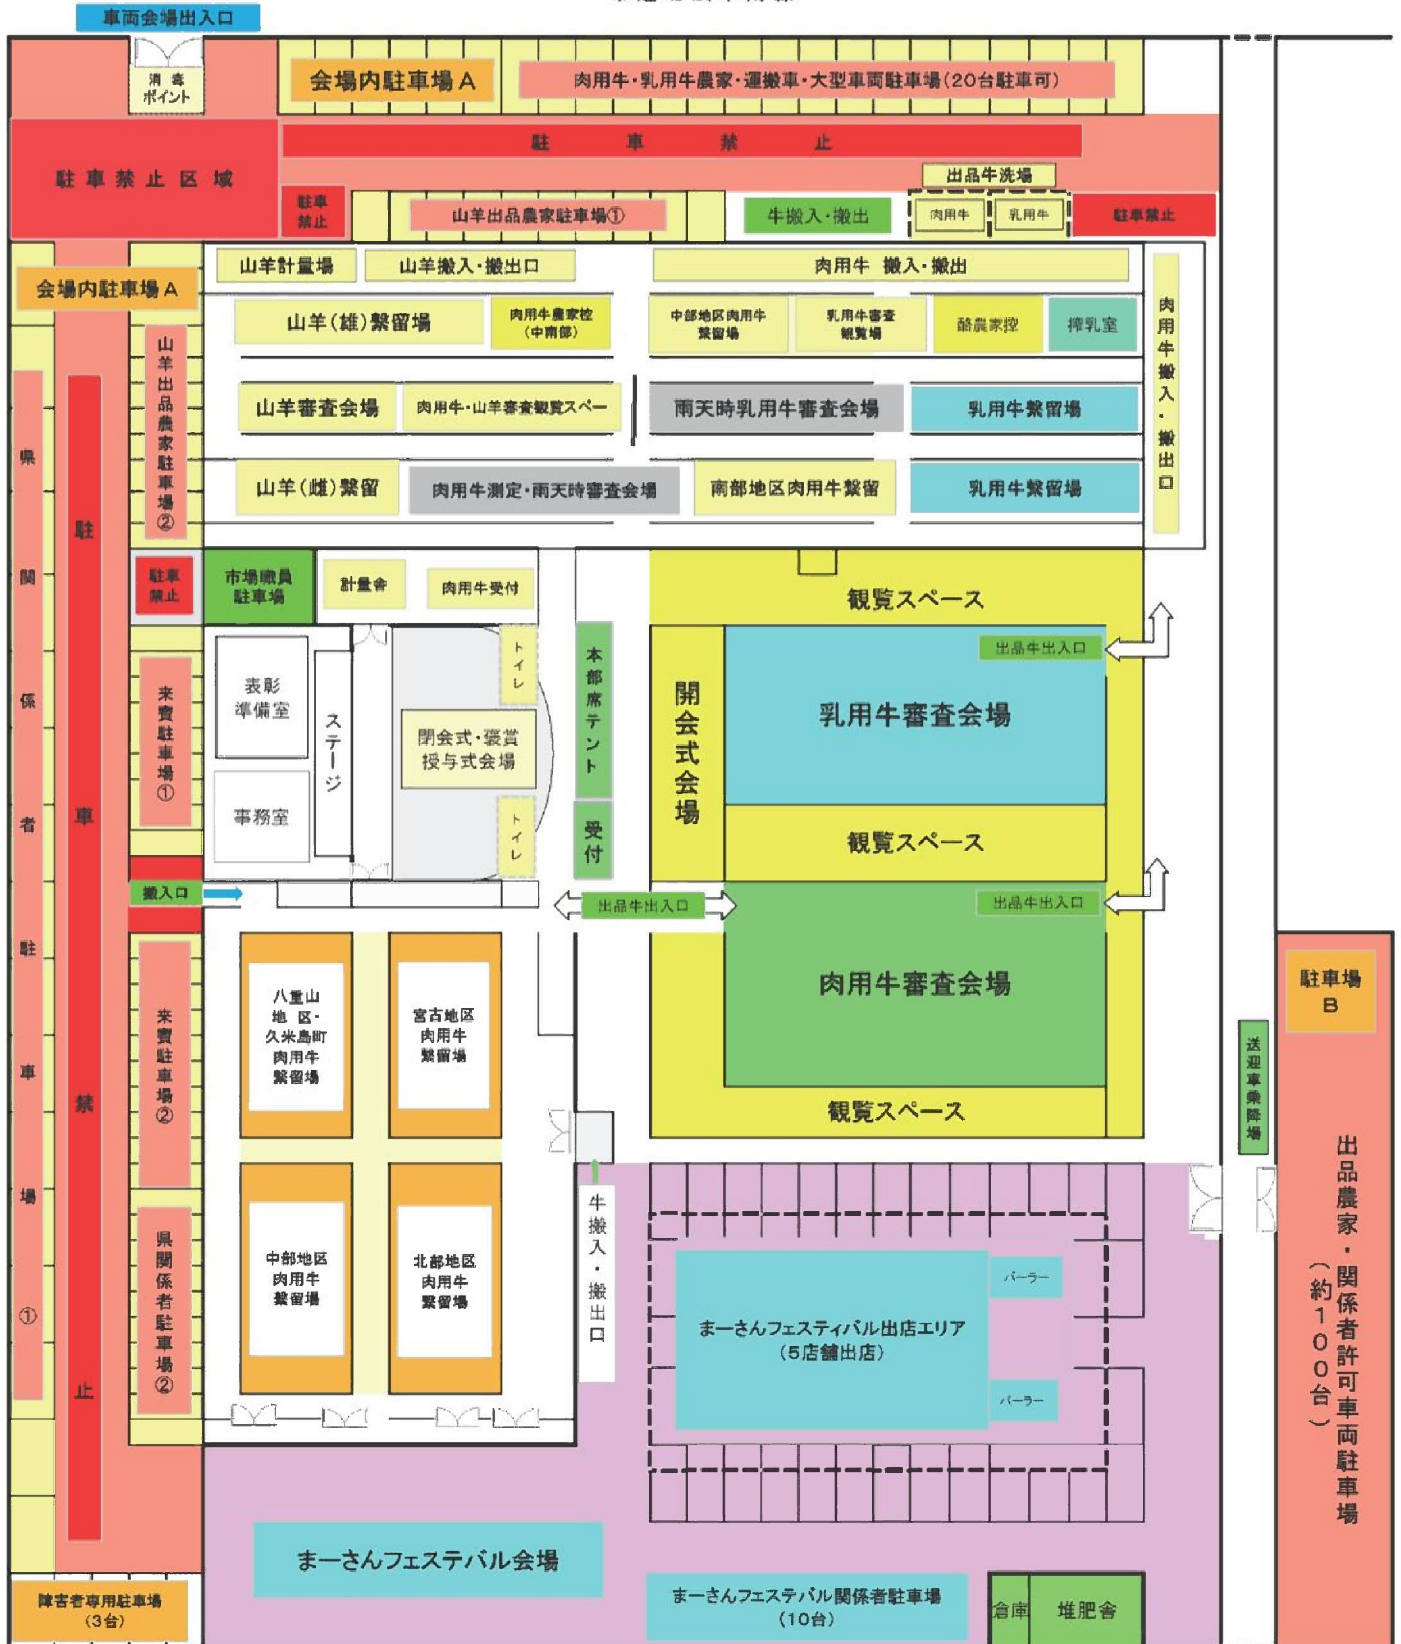 車両会場出入口
消毒
ポイント
会場内駐車場A
肉用牛・乳用牛農家・運搬車・大型車両駐車場(20台駐車可)
駐車禁止
駐車禁止区域
駐車
禁止
山羊出品農家駐車場①
牛搬入・搬出
出品牛洗場
肉用牛
乳用牛
駐車禁止
会場内駐車場A
山羊計量場
山羊搬入・搬出口
肉用牛 搬入・搬出
肉用牛搬入・搬出口
山羊(雄)繋留場
肉用牛農家控
(中南部)
中部地区肉用牛
繋留場
乳用牛審査
観覧場
酪農家控
搾乳室
山羊出品農家駐車場②
山羊審査会場
肉用牛・山羊審査観覧スペー
雨天時乳用牛審査会場
乳用牛繋留場
県関係者駐車場①
駐車禁止
山羊(雌)繋留
肉用牛測定・雨天時審査会場
南部地区肉用牛繋留
乳用牛繋留場
駐車
禁止
市場職員
駐車場
計量舎
肉用牛受付
観覧スペース
来賓駐車場①
表彰
準備室
事務室
ステージ
トイレ
閉会式・褒賞
授与式会場
トイレ
本部席テント
受付
開会式会場
出品牛出入口
乳用牛審査会場
観覧スペース
搬入口
出品牛出入口
出品牛出入口
肉用牛審査会場
観覧スペース
来賓駐車場②
八重山
地区・
久米島町
肉用牛
繋留場
宮古地区
肉用牛
繋留場
駐車場
B
送迎車乗降場
出品農家・関係者許可車両駐車場
(約100台)
県関係者駐車場②
中部地区
肉用牛
繋留場
北部地区
肉用牛
繋留場
牛搬入・搬出口
まーさんフェスティバル出店エリア
(5店舗出店)
パーラー
パーラー
まーさんフェステバル会場
障害者専用駐車場
(3台)
まーさんフェステバル関係者駐車場
(10台)
倉庫
堆肥舎